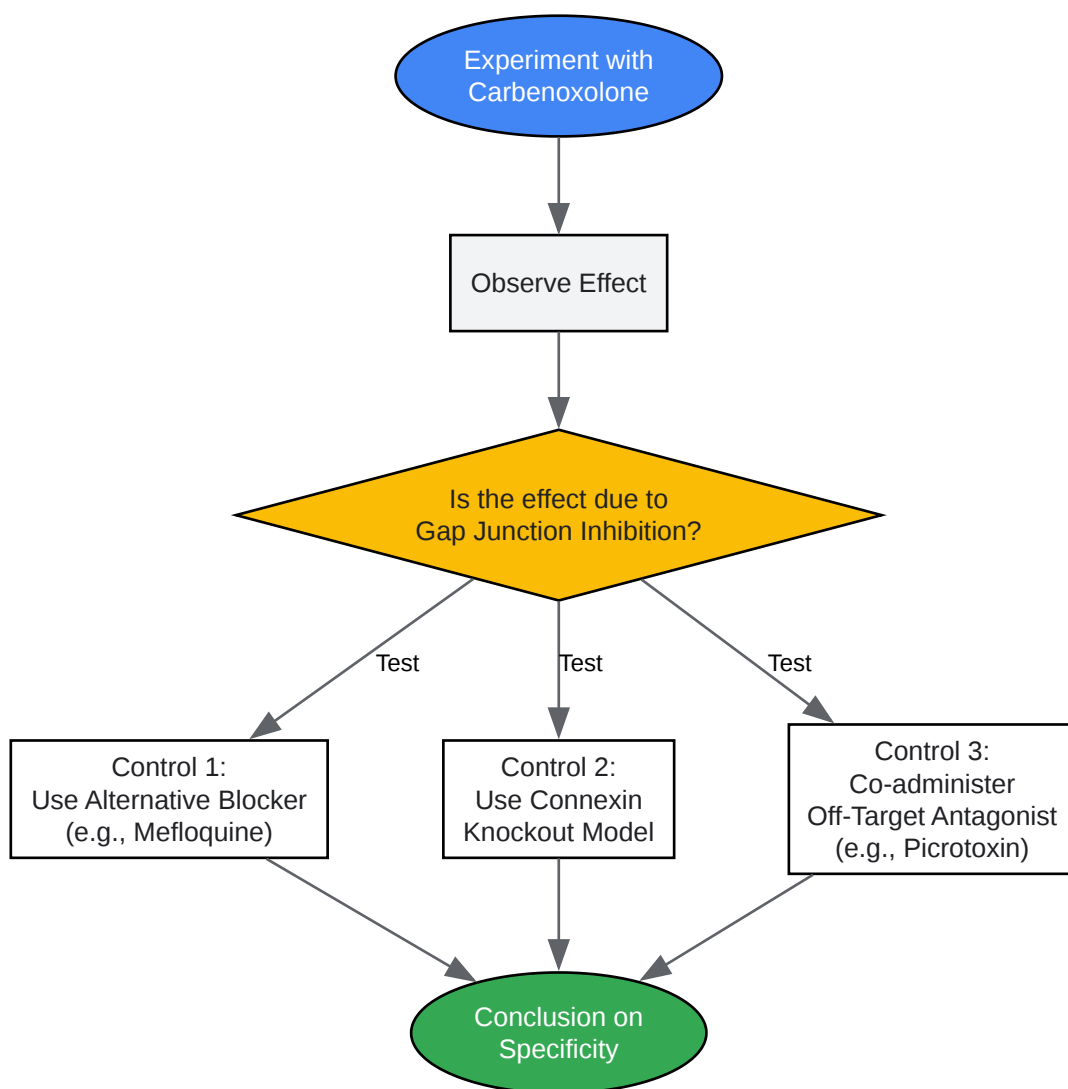 Experiment with
Carbenoxolone
Observe Effect
Is the effect due to
Gap Junction Inhibition?
Test
Test
Test
Control 1:
Use Alternative Blocker
(e.g., Mefloquine)
Control 2:
Use Connexin
Knockout Model
Control 3:
Co-administer
Off-Target Antagonist
(e.g., Picrotoxin)
Conclusion on
Specificity